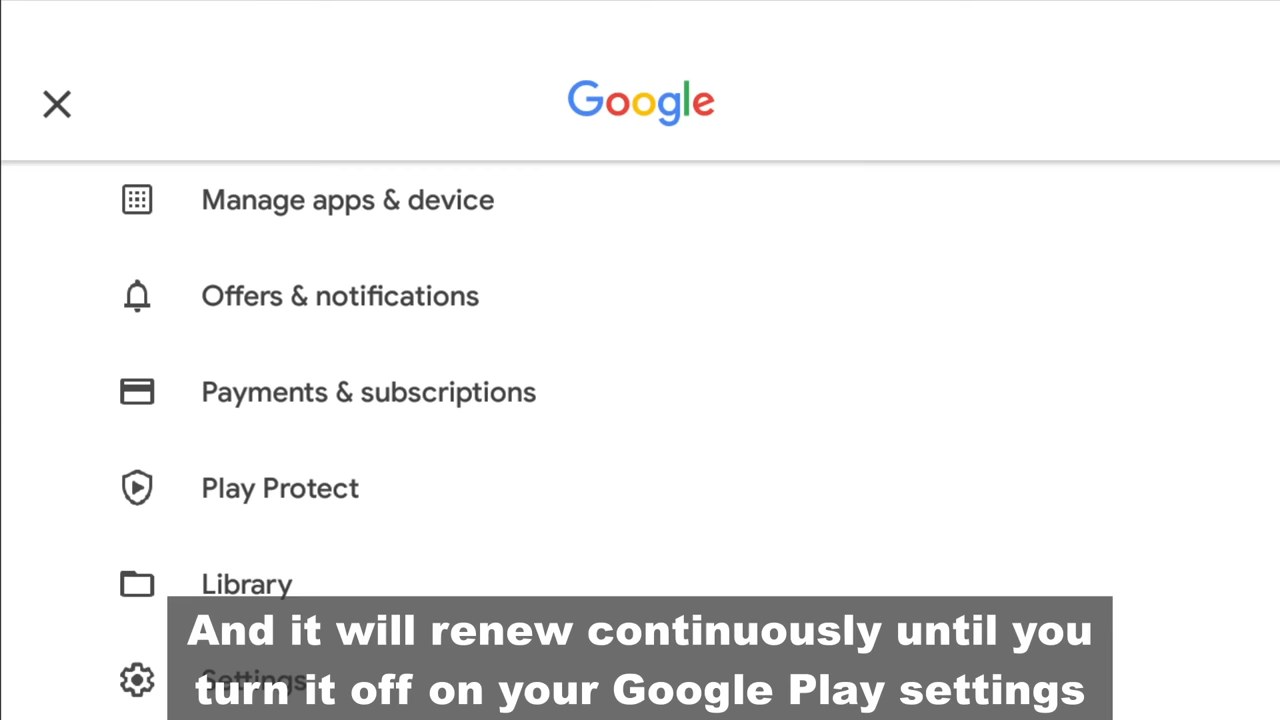 Google
Manage apps & device
Offers & notifications
Payments & subscriptions
Play Protect
Library
Settings
And it will renew continuously until you
turn it off on your Google Play settings